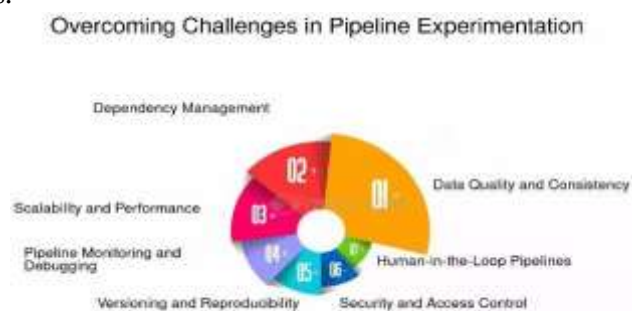 Overcoming Challenges in Pipeline Experimentation
Dependency Management
02
01
Data Quality and Consistency
Scalability and Performance
03
Pipeline Monitoring and
Debugging
04
05
06
Human-in-the-Loop Pipelines
Versioning and Reproducibility
Security and Access Control